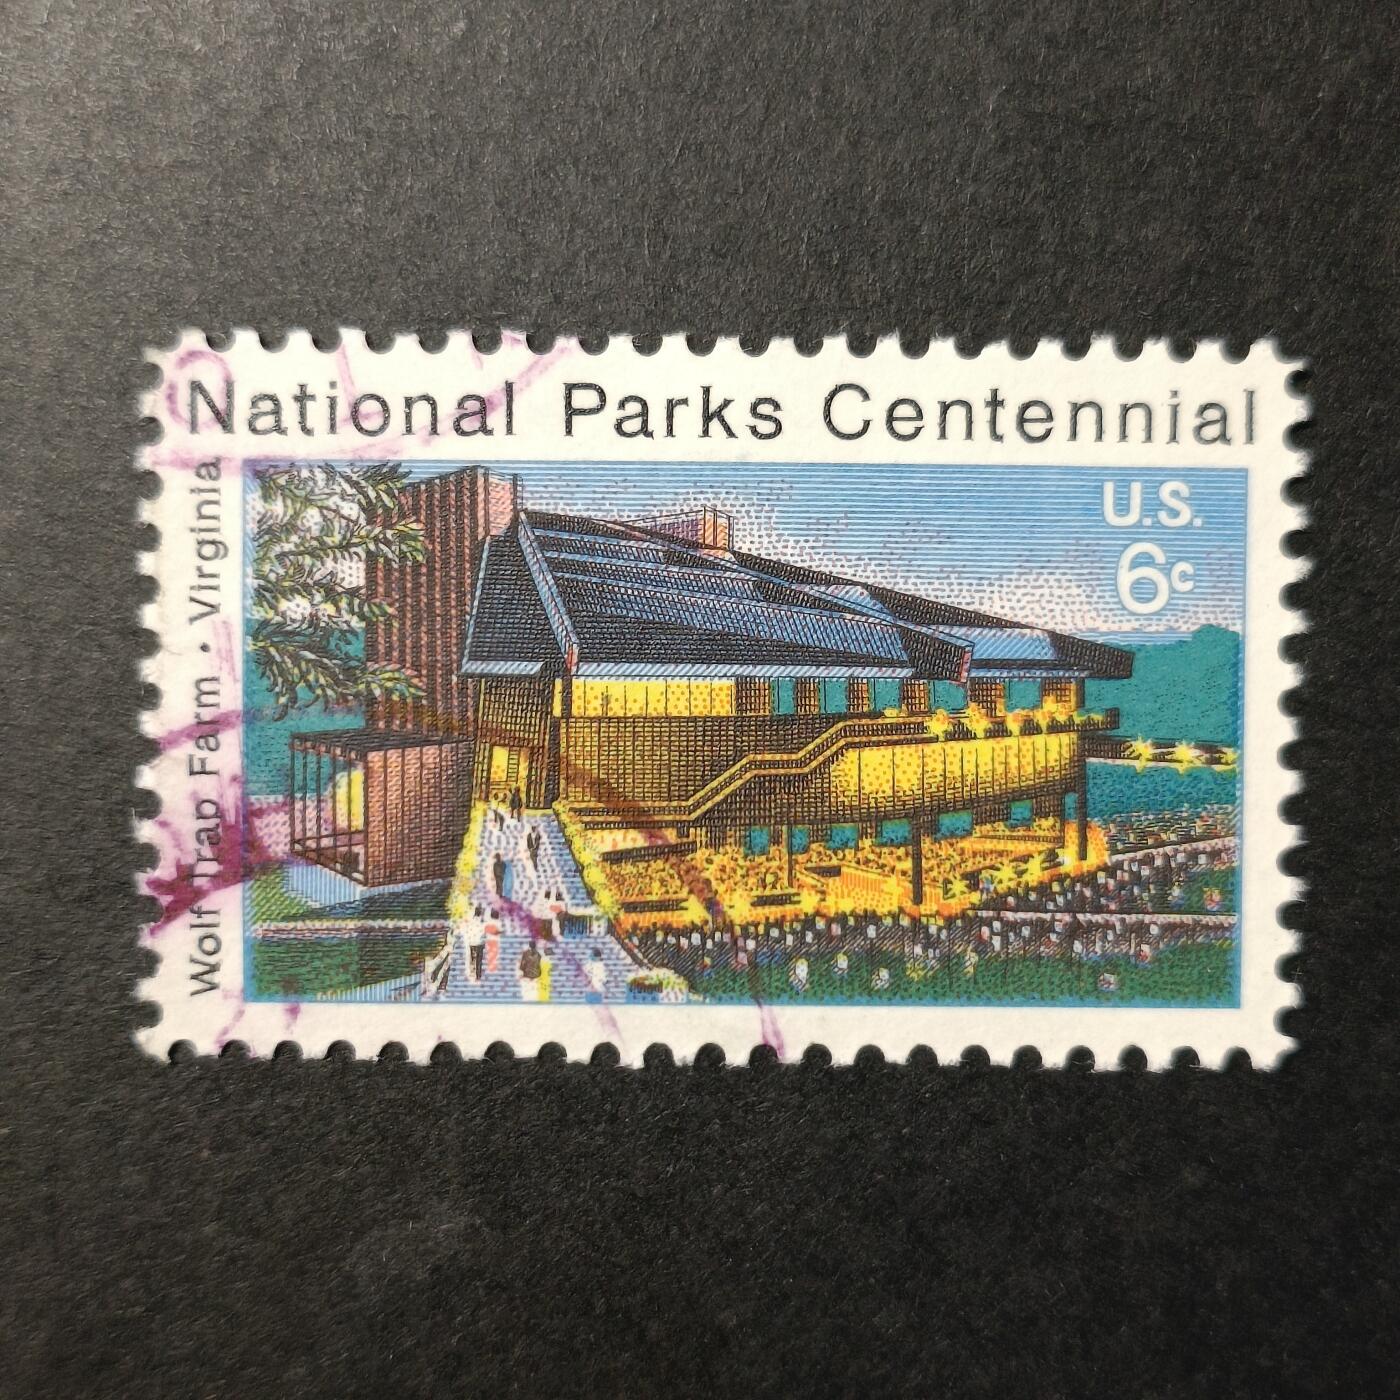 National Parks Centennial
Wolf Trap Farm · Virginia
U.S.
6c